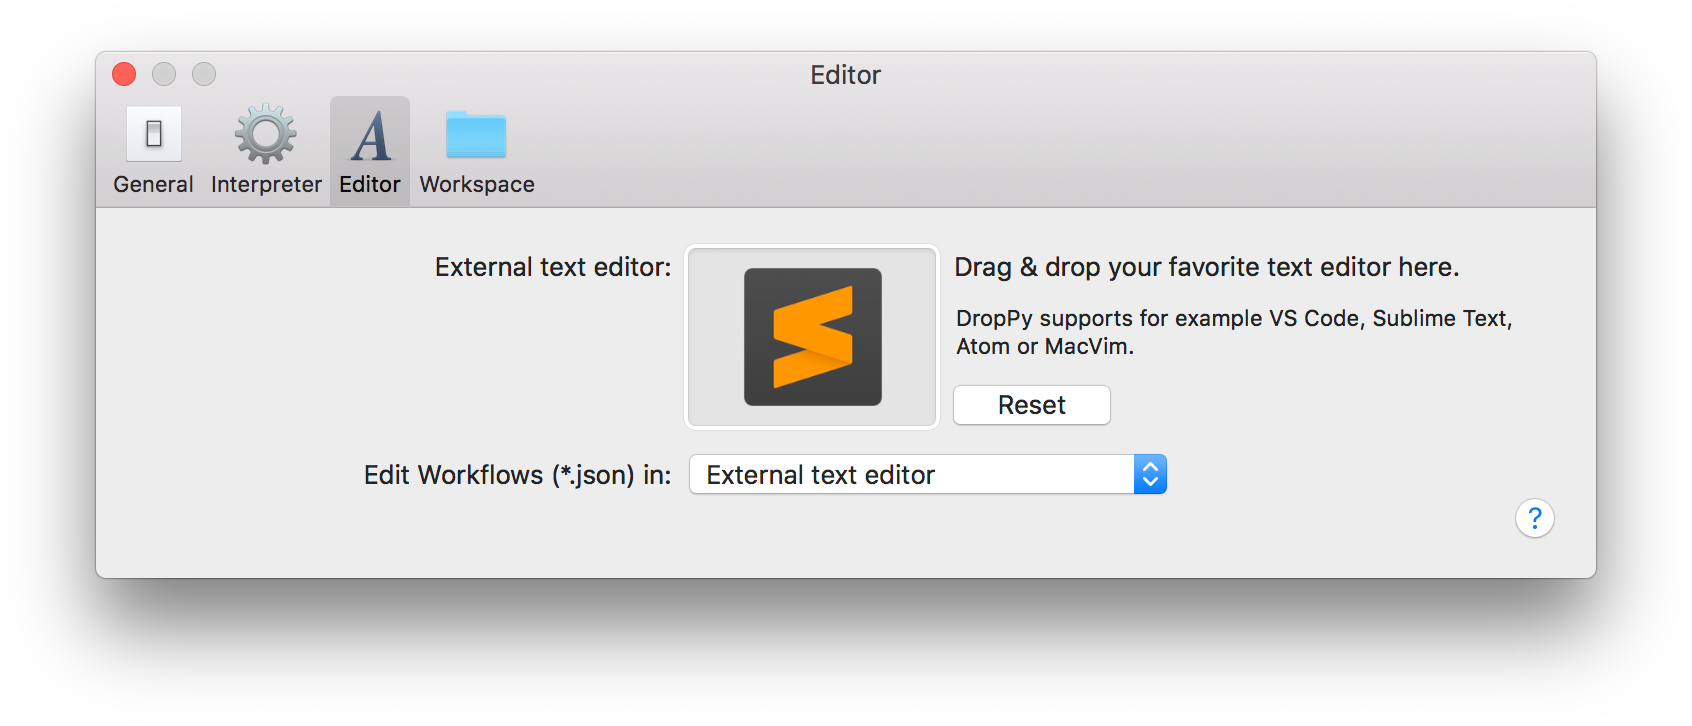 Editor
General Interpreter Editor Workspace
External text editor:
Drag & drop your favorite text editor here.
DropPy supports for example VS Code, Sublime Text,
Atom or MacVim.
Reset
Edit Workflows (*.json) in: External text editor
?